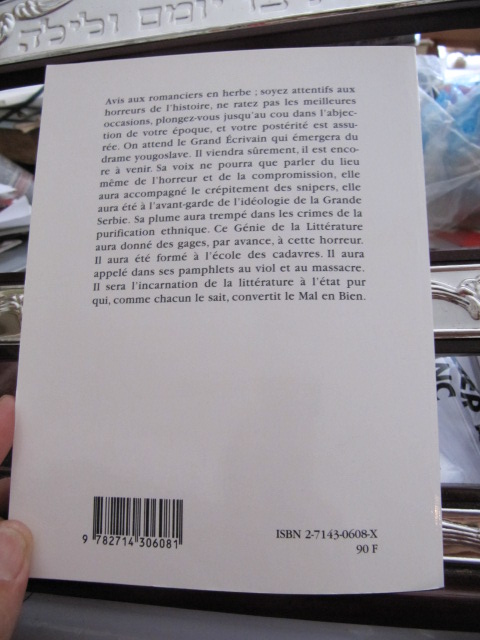 יומם ולילה
Avis aux romanciers en herbe ; soyez attentifs aux
horreurs de l'histoire, ne ratez pas les meilleures
occasions, plongez-vous jusqu'au cou dans l'abjec-
tion de votre époque, et votre postérité est assu-
rée. On attend le Grand Écrivain qui émergera du
drame yougoslave. Il viendra sûrement, il est enco-
re à venir. Sa voix ne pourra que parler du lieu
même de l'horreur et de la compromission, elle
aura accompagné le crépitement des snipers, elle
aura été à l'avant-garde de l'idéologie de la Grande
Serbie. Sa plume aura trempé dans les crimes de la
purification ethnique. Ce Génie de la Littérature
aura donné des gages, par avance, à cette horreur.
Il aura été formé à l'école des cadavres. Il aura
appelé dans ses pamphlets au viol et au massacre.
Il sera l'incarnation de la littérature à l'état pur
qui, comme chacun le sait, convertit le Mal en Bien.
9 782714 306081
ISBN 2-7143-0608-X
90 F